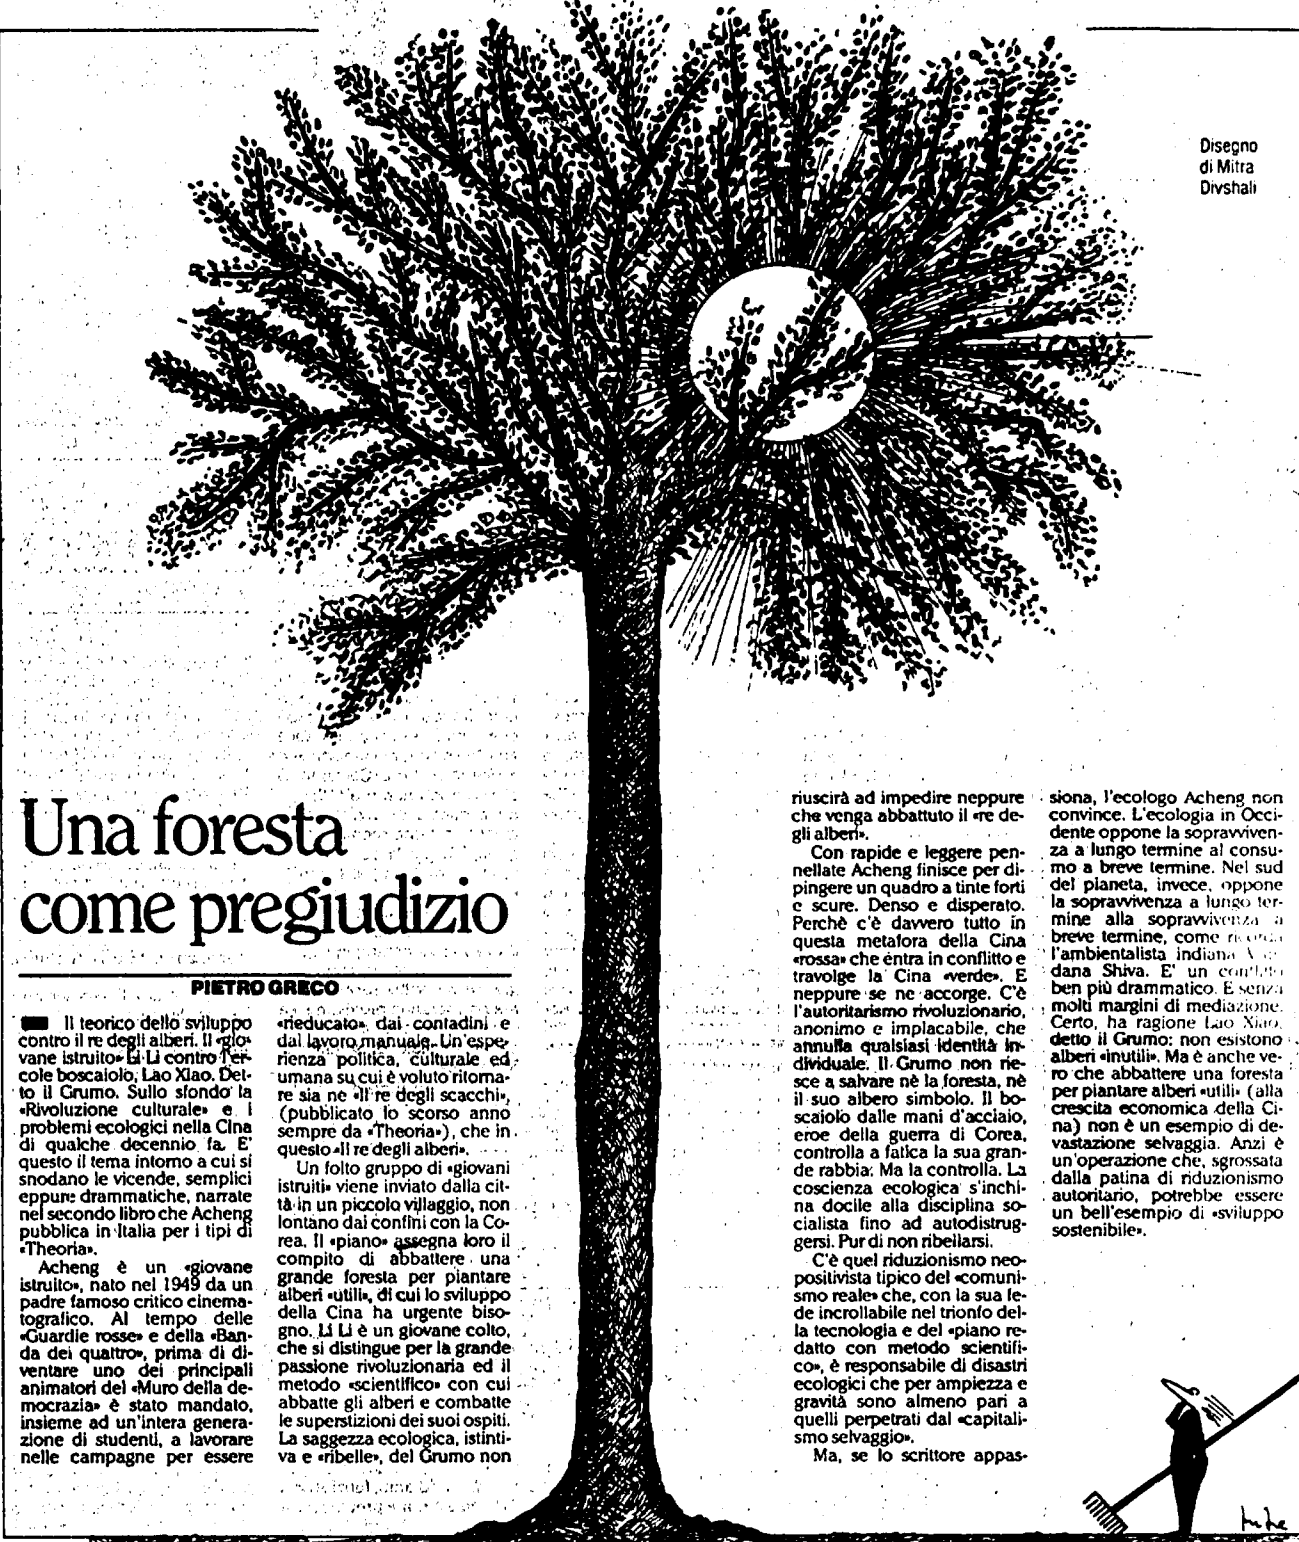 Disegno
di Mitra
Divshali
Una foresta
come pregiudizio
PIETRO GRECO
Il teorico dello sviluppo
contro il re degli alberi. Il «gio-
vane istruito» Li Li contro l'er-
cole boscaiolo, Lao Xiao. Det-
to il Grumo. Sullo sfondo la
«Rivoluzione culturale» e i
problemi ecologici nella Cina
di qualche decennio fa. E'
questo il tema intorno a cui si
snodano le vicende, semplici
eppure drammatiche, narrate
nel secondo libro che Acheng
pubblica in Italia per i tipi di
«Theoria».
Acheng è un «giovane
istruito», nato nel 1949 da un
padre famoso critico cinema-
tografico. Al tempo delle
«Guardie rosse» e della «Ban-
da dei quattro», prima di di-
ventare uno dei principali
animatori del «Muro della de-
mocrazia» è stato mandato,
insieme ad un'intera genera-
zione di studenti, a lavorare
nelle campagne per essere
«rieducato» dai contadini e
dal lavoro manuale. Un'espe-
rienza politica, culturale ed
umana su cui è voluto ritorna-
re sia ne «Il re degli scacchi»,
(pubblicato lo scorso anno
sempre da «Theoria»), che in
questo «Il re degli alberi».
Un folto gruppo di «giovani
istruiti» viene inviato dalla cit-
tà in un piccolo villaggio, non
lontano dai confini con la Co-
rea. Il «piano» assegna loro il
compito di abbattere una
grande foresta per piantare
alberi «utili», di cui lo sviluppo
della Cina ha urgente biso-
gno. Li Li è un giovane colto,
che si distingue per la grande
passione rivoluzionaria ed il
metodo «scientifico» con cui
abbatte gli alberi e combatte
le superstizioni dei suoi ospiti.
La saggezza ecologica, istinti-
va e «ribelle», del Grumo non
riuscirà ad impedire neppure
che venga abbattuto il «re de-
gli alberi».
Con rapide e leggere pen-
nellate Acheng finisce per di-
pingere un quadro a tinte forti
e scure. Denso e disperato.
Perchè c'è davvero tutto in
questa metafora della Cina
«rossa» che entra in conflitto e
travolge la Cina «verde». E
neppure se ne accorge. C'è
l'autoritarismo rivoluzionario,
anonimo e implacabile, che
annulla qualsiasi identità in-
dividuale. Il Grumo non rie-
sce a salvare nè la foresta, nè
il suo albero simbolo. Il bo-
scaiolo dalle mani d'acciaio,
eroe della guerra di Corea,
controlla a fatica la sua gran-
de rabbia. Ma la controlla. La
coscienza ecologica s'inchi-
na docile alla disciplina so-
cialista fino ad autodistrug-
gersi. Pur di non ribellarsi.
C'è quel riduzionismo neo-
positivista tipico del «comuni-
smo reale» che, con la sua fe-
de incrollabile nel trionfo del-
la tecnologia e del «piano re-
datto con metodo scientifi-
co», è responsabile di disastri
ecologici che per ampiezza e
gravità sono almeno pari a
quelli perpetrati dal «capitali-
smo selvaggio».
Ma, se lo scrittore appas-
siona, l'ecologo Acheng non
convince. L'ecologia in Occi-
dente oppone la sopravviven-
za a lungo termine al consu-
mo a breve termine. Nel sud
del pianeta, invece, oppone
la sopravvivenza a lungo ter-
mine alla sopravvivenza a
breve termine, come ricorda
l'ambientalista indiana Van-
dana Shiva. E' un conflitto
ben più drammatico. E senza
molti margini di mediazione.
Certo, ha ragione Lao Xiao,
detto il Grumo: non esistono
alberi «inutili». Ma è anche ve-
ro che abbattere una foresta
per piantare alberi «utili» (alla
crescita economica della Ci-
na) non è un esempio di de-
vastazione selvaggia. Anzi è
un'operazione che, sgrossata
dalla patina di riduzionismo
autoritario, potrebbe essere
un bell'esempio di «sviluppo
sostenibile».